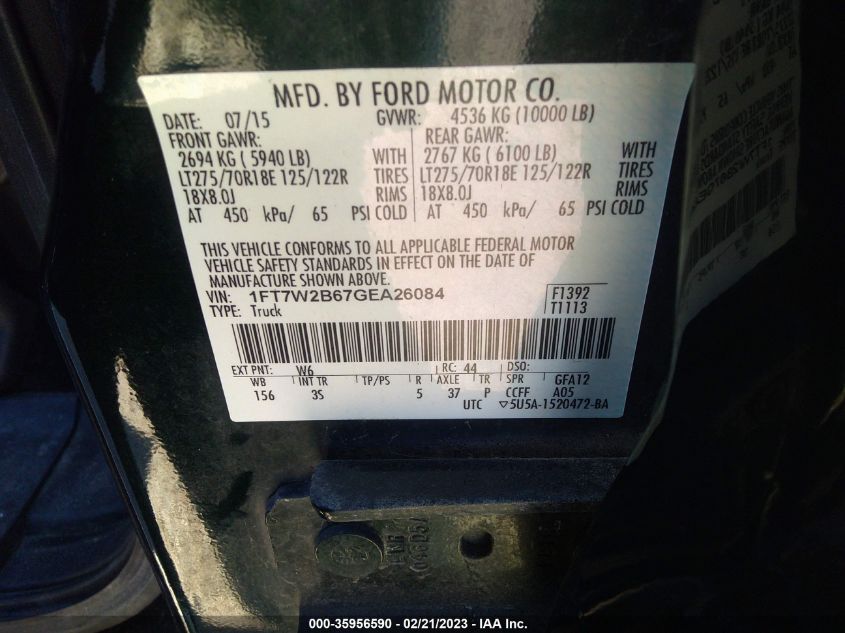 MFD. BY FORD MOTOR CO.
DATE: 07/15 GVWR: 4536 KG (10000 LB)
FRONT GAWR: REAR GAWR:
2694 KG ( 5940 LB) WITH 2767 KG ( 6100 LB) WITH
LT275/70R18E 125/122R TIRES LT275/70R18E 125/122R TIRES
18X8.0J RIMS 18X8.0J RIMS
AT 450 kPa/ 65 PSI COLD AT 450 kPa/ 65 PSI COLD
THIS VEHICLE CONFORMS TO ALL APPLICABLE FEDERAL MOTOR
VEHICLE SAFETY STANDARDS IN EFFECT ON THE DATE OF
MANUFACTURE SHOWN ABOVE.
VIN: 1FT7W2B67GEA26084 F1392
TYPE: Truck T1113
EXT PNT: W6 RC: 44 DSO:
WB INT TR TP/PS R AXLE TR SPR GFA12
156 3S 5 37 P CCFF A05
UTC ▽5U5A-1520472-BA
000-35956590 / 02/21/2023 / © IAA Inc.